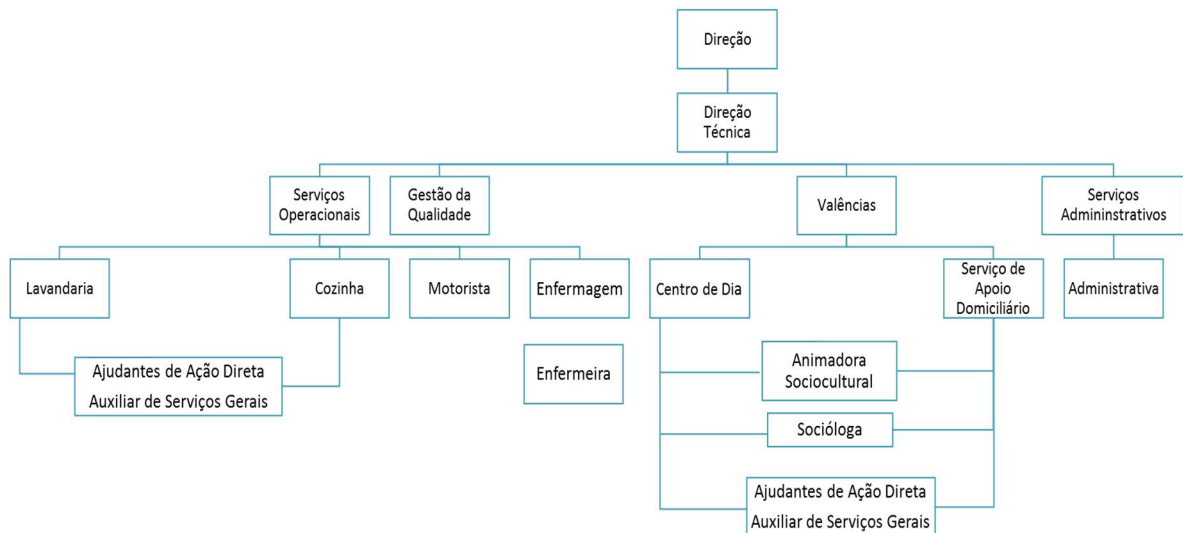 Direção
Direção
Técnica
Serviços
Operacionais
Gestão da
Qualidade
Valências
Serviços
Admininstrativos
Lavandaria
Cozinha
Motorista
Enfermagem
Centro de Dia
Serviço de
Apoio
Domiciliário
Administrativa
Enfermeira
Ajudantes de Ação Direta
Auxiliar de Serviços Gerais
Animadora
Sociocultural
Socióloga
Ajudantes de Ação Direta
Auxiliar de Serviços Gerais